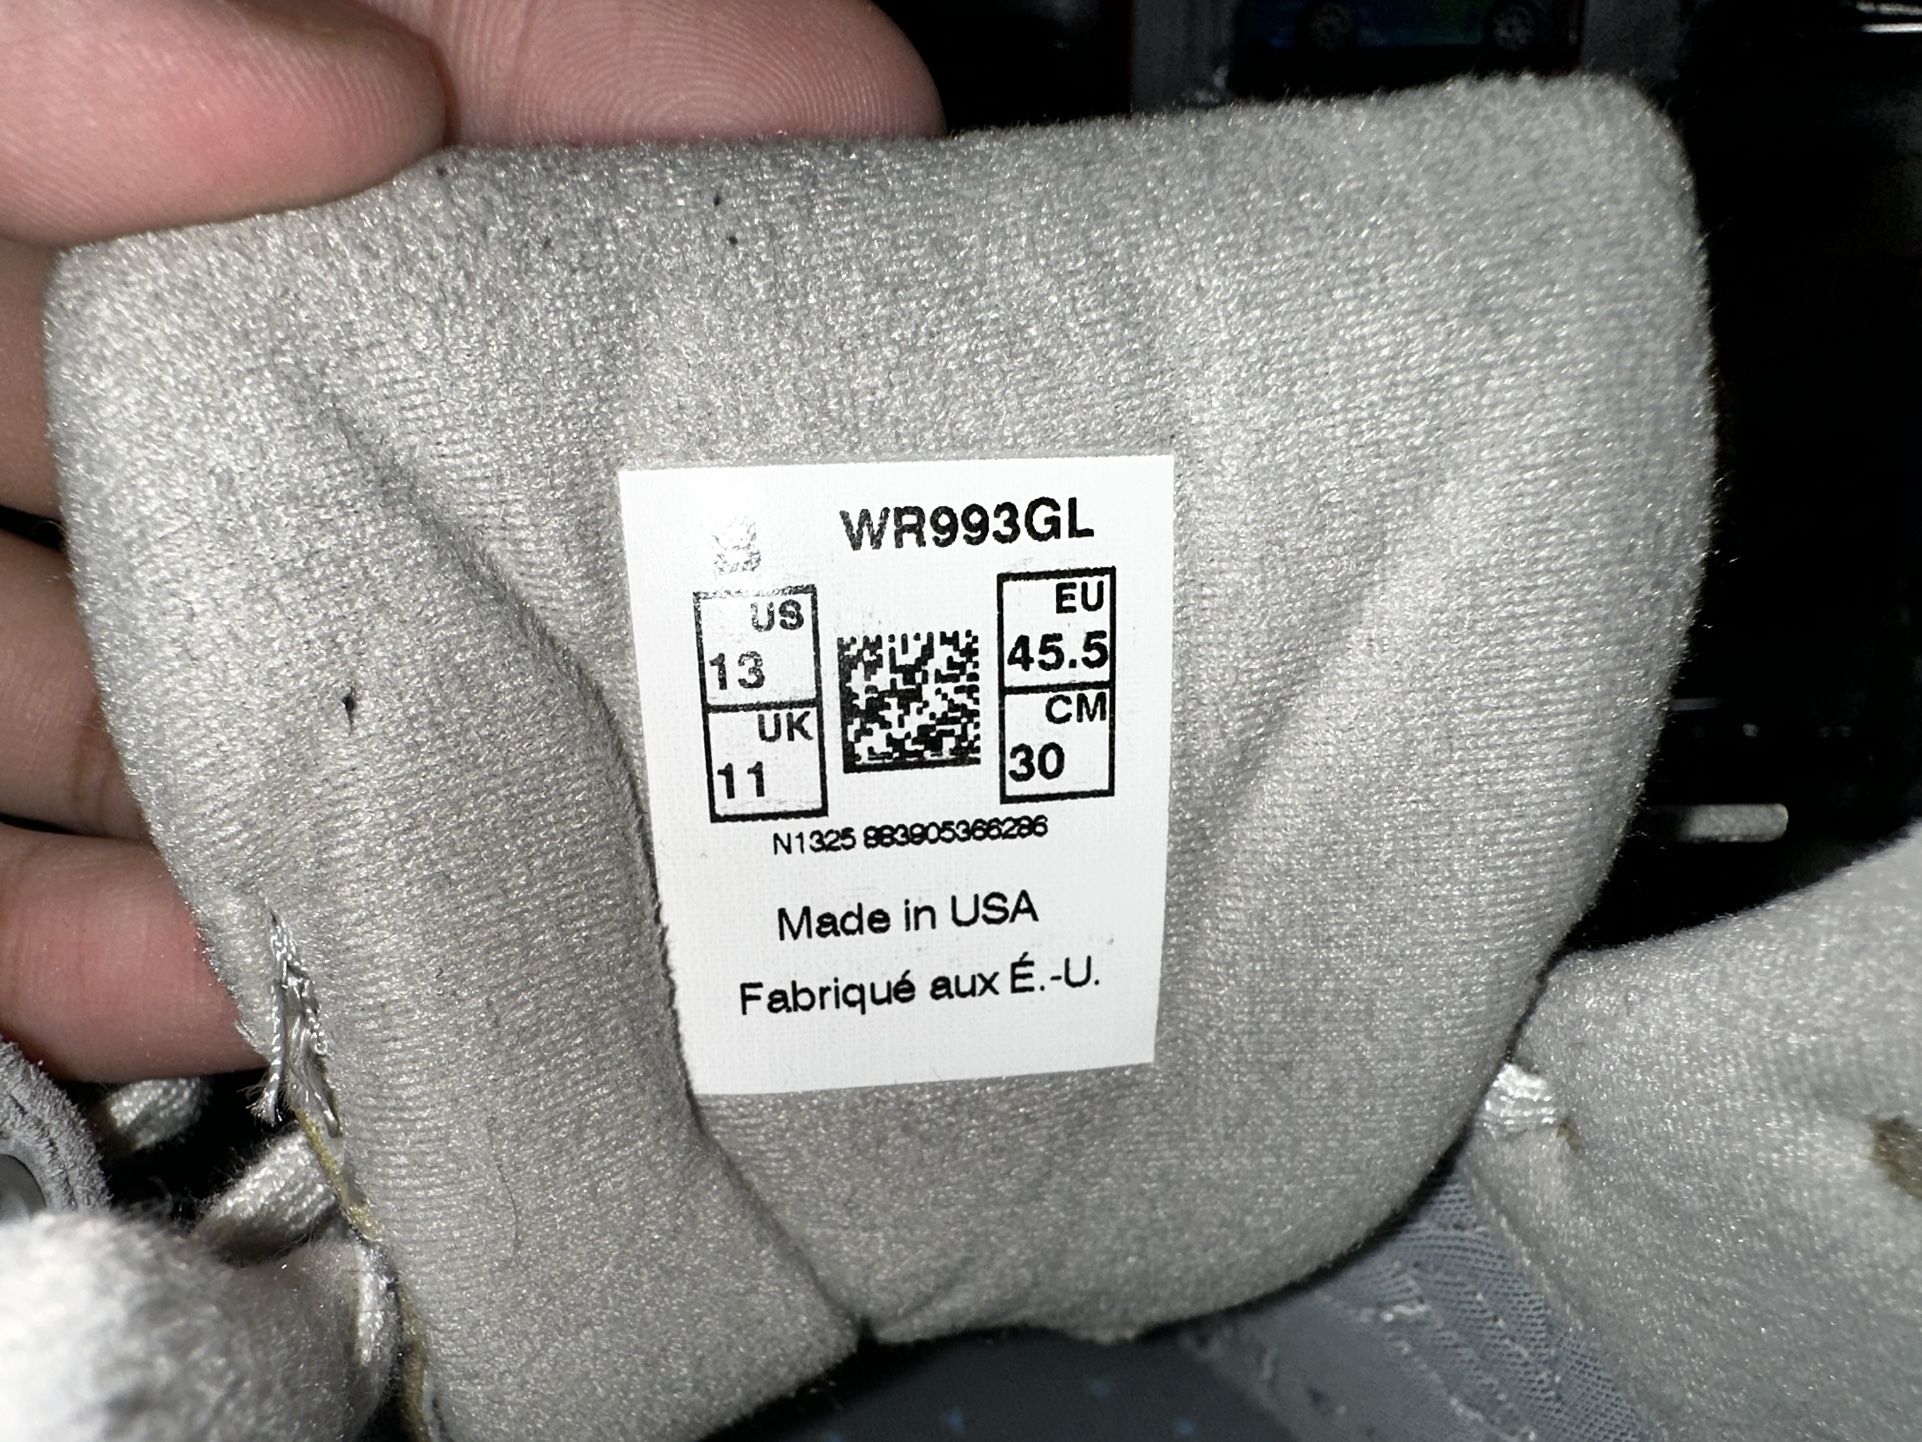 WR993GL
US
13
UK
11
EU
45.5
CM
30
N1325 883905366286
Made in USA
Fabriqué aux É.-U.